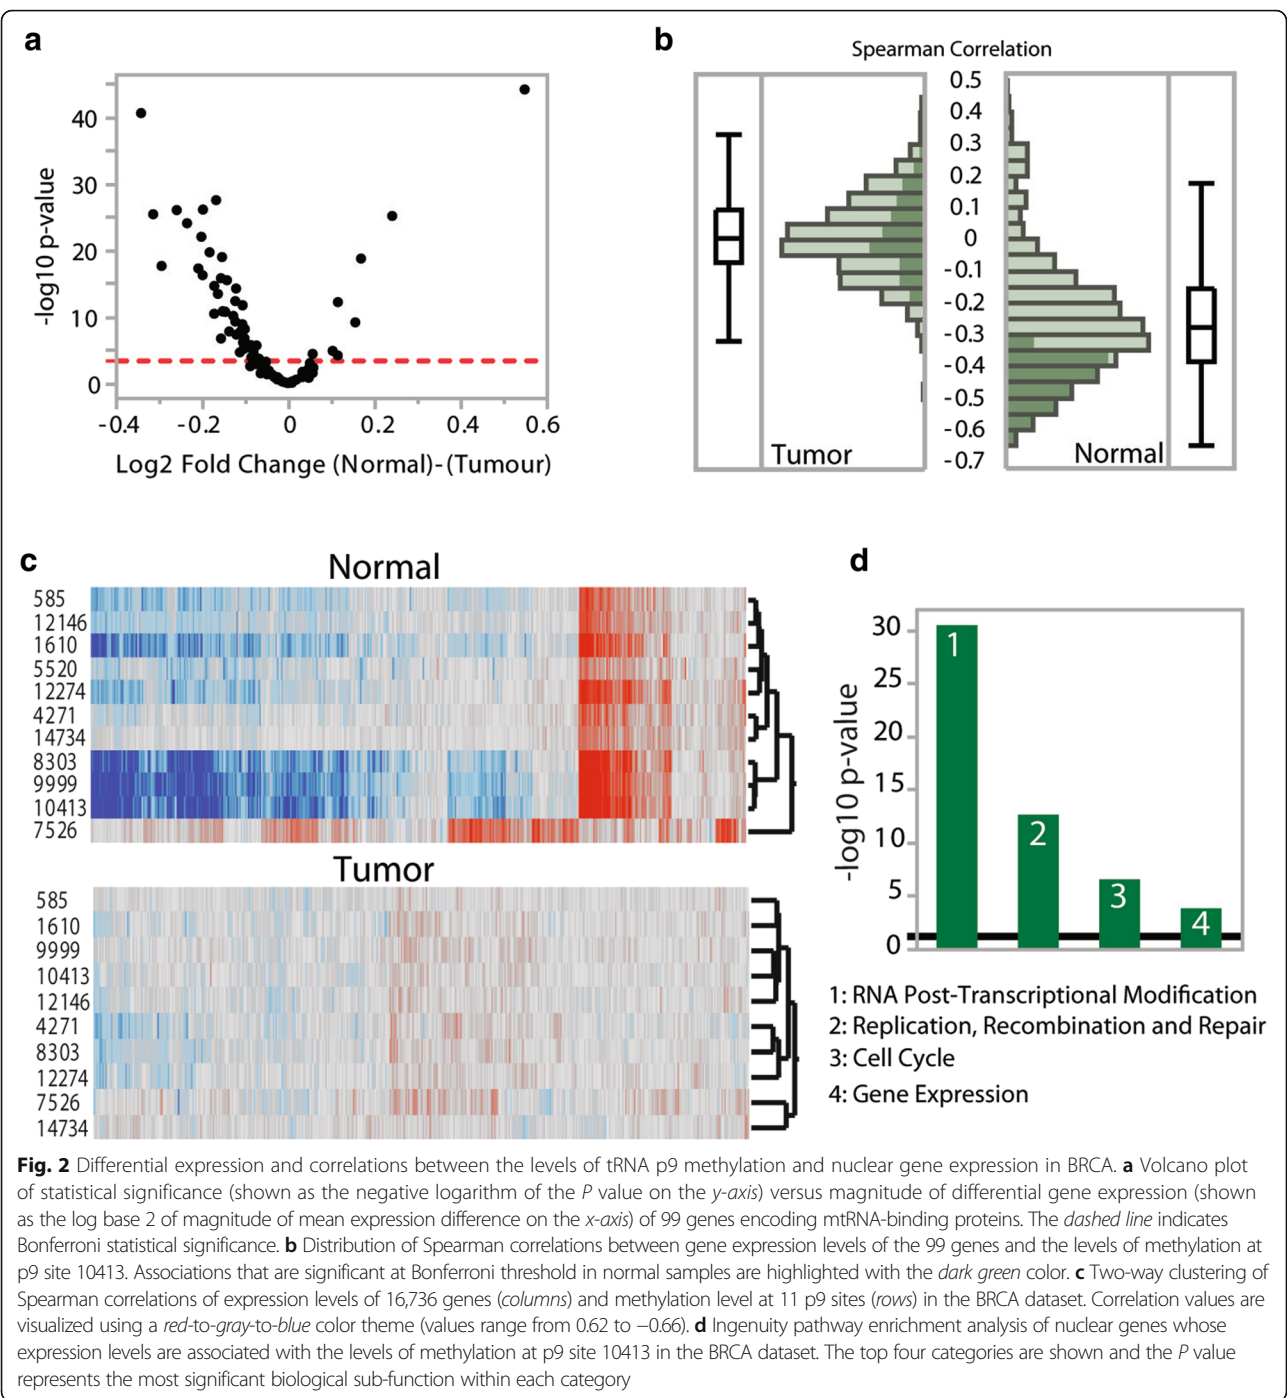 a
40
30
20
10
0
-log10 p-value
-0.4 -0.2 0 0.2 0.4 0.6
Log2 Fold Change (Normal)-(Tumour)
b
Spearman Correlation
0.5
0.4
0.3
0.2
0.1
0
-0.1
-0.2
-0.3
-0.4
-0.5
-0.6
-0.7
Tumor
Normal
c
Normal
585
12146
1610
5520
12274
4271
14734
8303
9999
10413
7526
Tumor
585
1610
9999
10413
12146
4271
8303
12274
7526
14734
d
30
25
20
15
10
5
0
-log10 p-value
1
2
3
4
1: RNA Post-Transcriptional Modification
2: Replication, Recombination and Repair
3: Cell Cycle
4: Gene Expression
Fig. 2 Differential expression and correlations between the levels of tRNA p9 methylation and nuclear gene expression in BRCA. a Volcano plot
of statistical significance (shown as the negative logarithm of the P value on the y-axis) versus magnitude of differential gene expression (shown
as the log base 2 of magnitude of mean expression difference on the x-axis) of 99 genes encoding mtRNA-binding proteins. The dashed line indicates
Bonferroni statistical significance. b Distribution of Spearman correlations between gene expression levels of the 99 genes and the levels of methylation at
p9 site 10413. Associations that are significant at Bonferroni threshold in normal samples are highlighted with the dark green color. c Two-way clustering of
Spearman correlations of expression levels of 16,736 genes (columns) and methylation level at 11 p9 sites (rows) in the BRCA dataset. Correlation values are
visualized using a red-to-gray-to-blue color theme (values range from 0.62 to −0.66). d Ingenuity pathway enrichment analysis of nuclear genes whose
expression levels are associated with the levels of methylation at p9 site 10413 in the BRCA dataset. The top four categories are shown and the P value
represents the most significant biological sub-function within each category